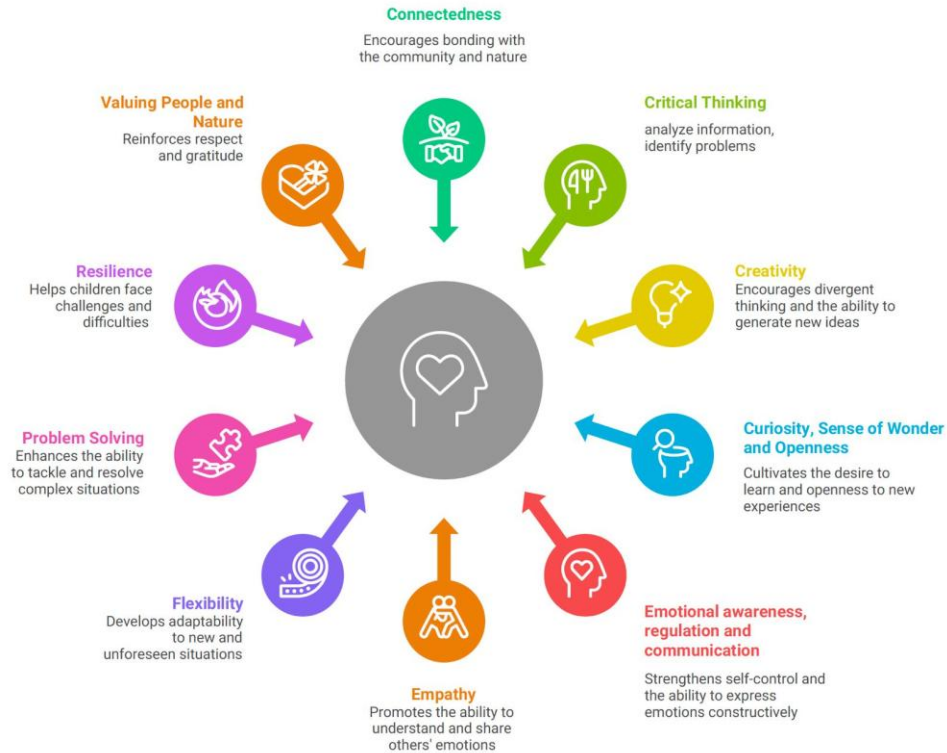 Connectedness
Encourages bonding with
the community and nature
Critical Thinking
analyze information,
identify problems
Creativity
Encourages divergent
thinking and the ability to
generate new ideas
Curiosity, Sense of Wonder
and Openness
Cultivates the desire to
learn and openness to new
experiences
Emotional awareness,
regulation and
communication
Strengthens self-control and
the ability to express
emotions constructively
Empathy
Promotes the ability to
understand and share
others' emotions
Flexibility
Develops adaptability
to new and
unforeseen situations
Problem Solving
Enhances the ability
to tackle and resolve
complex situations
Resilience
Helps children face
challenges and
difficulties
Valuing People and
Nature
Reinforces respect
and gratitude